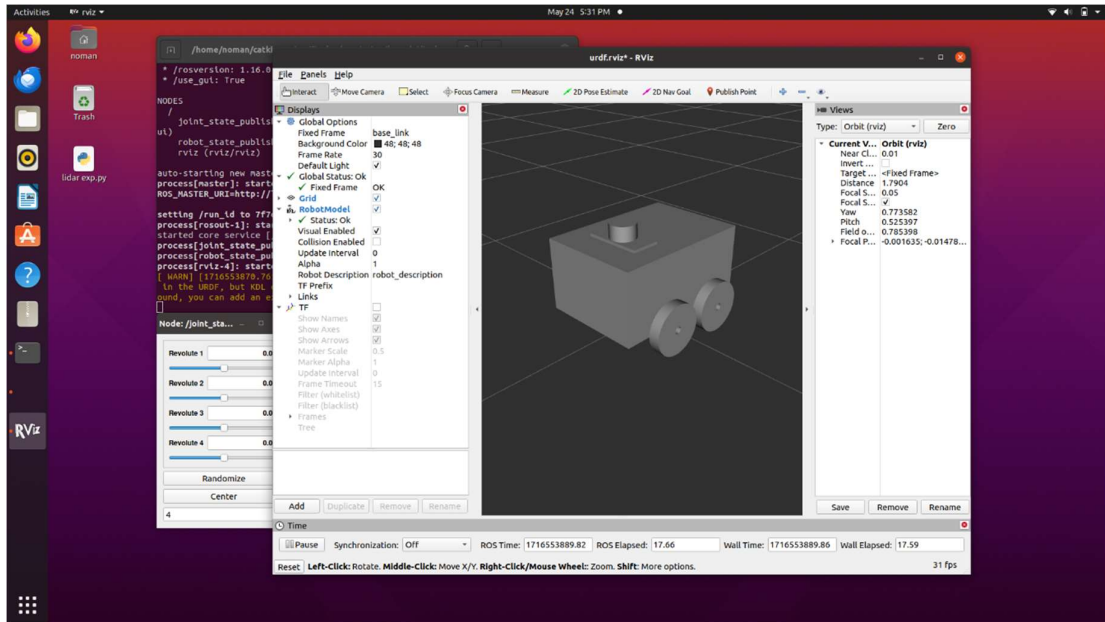 Activities
rviz
May 24 5:31 PM
noman
Trash
lidar exp.py
RViz
/home/noman/catki
* /rosversion: 1.16.0
* /use_gui: True
NODES
/
joint_state_publis
ui)
robot_state_publis
rviz (rviz/rviz)
auto-starting new mast
process[master]: start
ROS_MASTER_URI=http://
setting /run_id to 7f7
process[rosout-1]: sta
started core service [
process[joint_state_pu
process[robot_state_pu
process[rviz-4]: start
[ WARN] [1716553870.76
in the URDF, but KDL
ound, you can add an e
Node: /joint_sta...
Revolute 1 0.0
Revolute 2 0.0
Revolute 3 0.0
Revolute 4 0.0
Randomize
Center
4
urdf.rviz* - RViz
File Panels Help
Interact Move Camera Select Focus Camera Measure 2D Pose Estimate 2D Nav Goal Publish Point
Displays
Global Options
Fixed Frame base_link
Background Color 48; 48; 48
Frame Rate 30
Default Light
Global Status: Ok
Fixed Frame OK
Grid
RobotModel
Status: Ok
Visual Enabled
Collision Enabled
Update Interval 0
Alpha 1
Robot Description robot_description
TF Prefix
Links
TF
Show Names
Show Axes
Show Arrows
Marker Scale 0.5
Marker Alpha 1
Update Interval 0
Frame Timeout 15
Filter (whitelist)
Filter (blacklist)
Frames
Tree
Add Duplicate Remove Rename
Views
Type: Orbit (rviz) Zero
Current V... Orbit (rviz)
Near Cl... 0.01
Invert ...
Target ... <Fixed Frame>
Distance 1.7904
Focal S... 0.05
Focal S...
Yaw 0.773582
Pitch 0.525397
Field o... 0.785398
Focal P... -0.001635; -0.01478...
Save Remove Rename
Time
Pause Synchronization: Off ROS Time: 1716553889.82 ROS Elapsed: 17.66 Wall Time: 1716553889.86 Wall Elapsed: 17.59
Reset Left-Click: Rotate. Middle-Click: Move X/Y. Right-Click/Mouse Wheel:: Zoom. Shift: More options. 31 fps